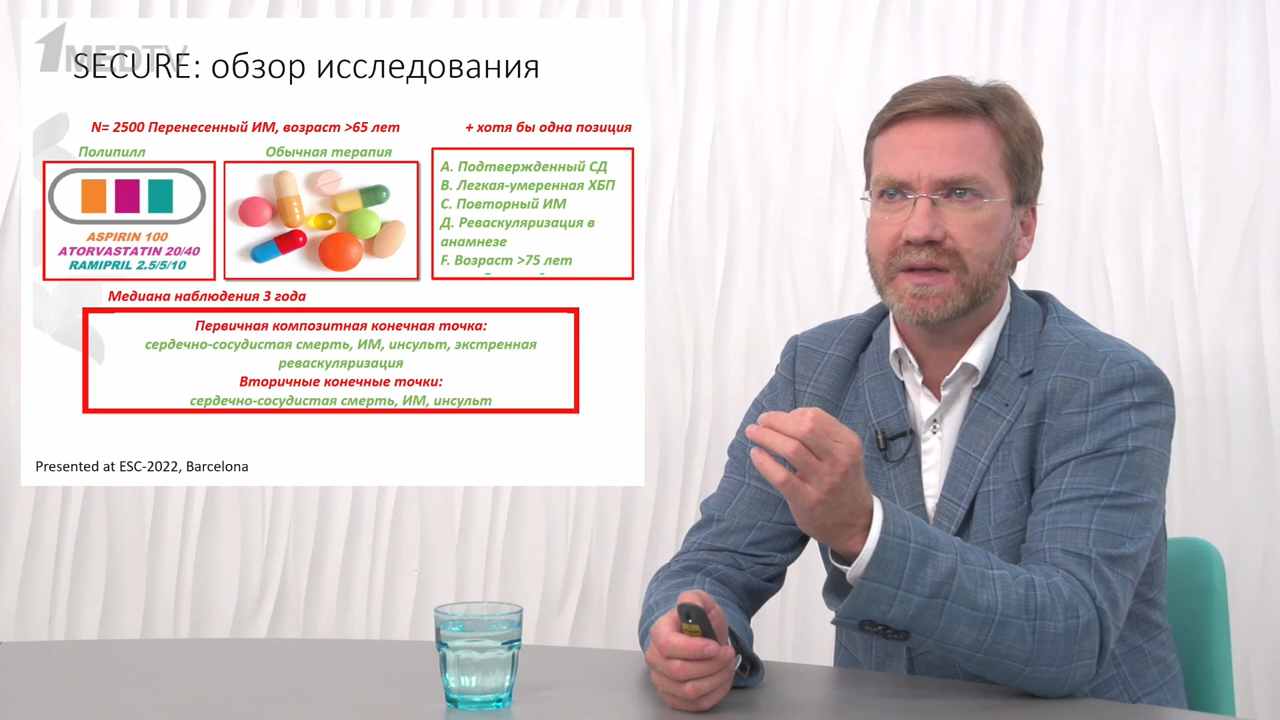 1MEDTV
SECURE: обзор исследования
N= 2500 Перенесенный ИМ, возраст >65 лет
+ хотя бы одна позиция
Полипилл
Обычная терапия
ASPIRIN 100
ATORVASTATIN 20/40
RAMIPRIL 2.5/5/10
А. Подтвержденный СД
В. Легкая-умеренная ХБП
С. Повторный ИМ
Д. Реваскуляризация в
анамнезе
F. Возраст >75 лет
Медиана наблюдения 3 года
Первичная композитная конечная точка:
сердечно-сосудистая смерть, ИМ, инсульт, экстренная
реваскуляризация
Вторичные конечные точки:
сердечно-сосудистая смерть, ИМ, инсульт
Presented at ESC-2022, Barcelona